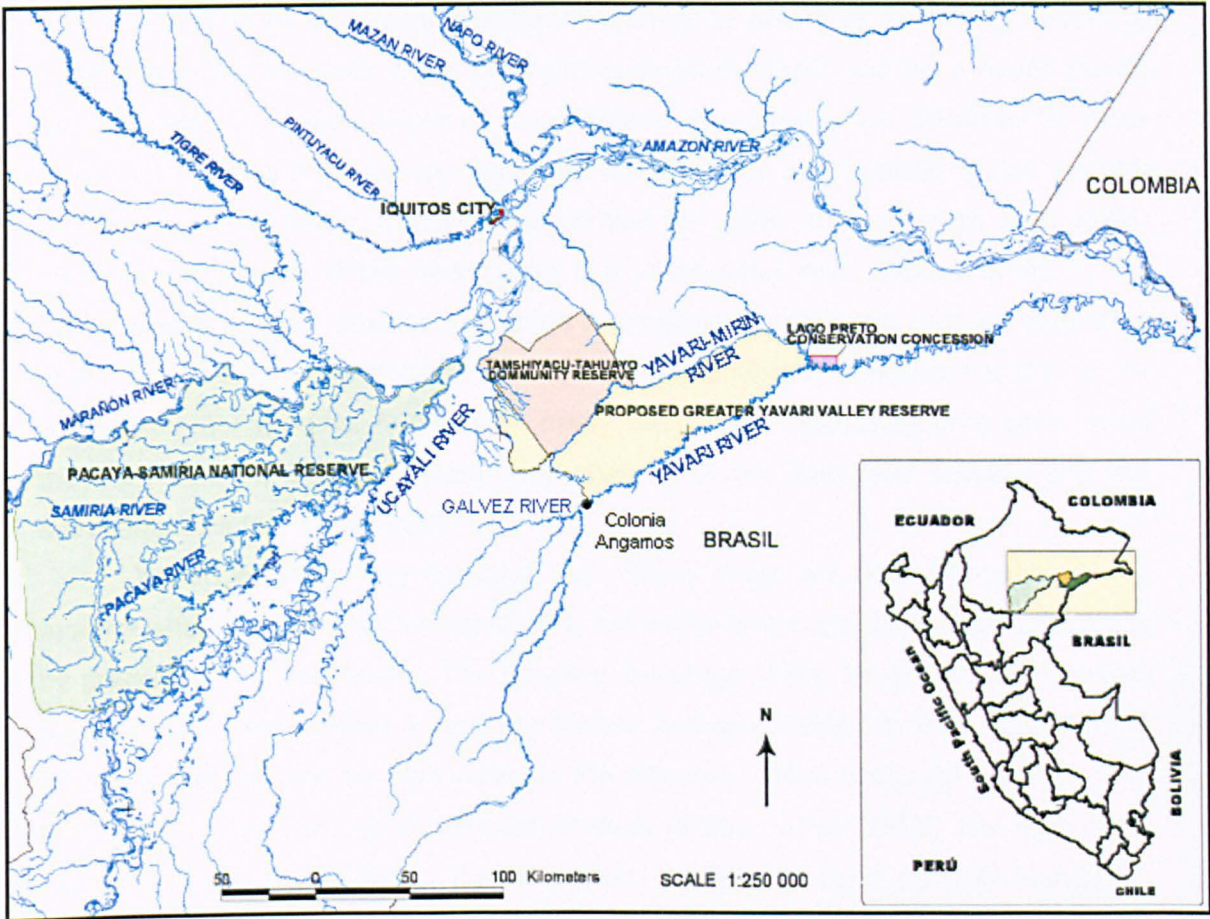 NAPO RIVER
MAZAN RIVER
PINTUYACU RIVER
TIGRE RIVER
AMAZON RIVER
COLOMBIA
IQUITOS CITY
LAGO PRETO
CONSERVATION CONCESSION
YAVARI-MIRIN
RIVER
TAMSHIYACU-TAHUAYO
COMMUNITY RESERVE
MARAÑON RIVER
PROPOSED GREATER YAVARI VALLEY RESERVE
PACAYA-SAMIRIA NATIONAL RESERVE
UCAYALI RIVER
YAVARI RIVER
SAMIRIA RIVER
GALVEZ RIVER
Colonia
Angamos
BRASIL
PACAYA RIVER
COLOMBIA
ECUADOR
BRASIL
South Pacific Ocean
BOLIVIA
PERÚ
CHILE
N
50 0 50 100 Kilometers
SCALE 1:250 000